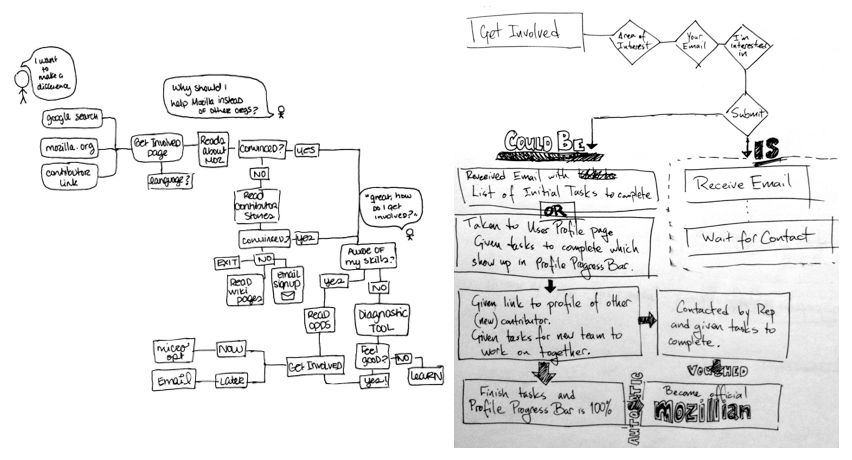 I want
to
make a
difference
Why should I
help Mozilla instead
of other orgs?
google search
mozilla.org
contributor
link
Get Involved
page
language?
Reads
about
MOZ
convinced?
YES
NO
Read
Contributor
Stories
convinced?
Yes
EXIT
NO
Read
wiki
pages
Email
signup
"great, how
do I get
involved?"
Aware of
my skills?
yes
NO
READ
OPPS
Diagnostic
TOOL
Feel
good?
NO
LEARN
Yes!
Get INVOLVED
NOW
LATER
micro
opt
Email
Get Involved
Area of
Interest
Your
Email
I'm
interested
in
Submit
COULD BE
IS
Received Email with
List of Initial Tasks to complete
OR
Taken to User Profile page
Given tasks to complete which
show up in Profile Progress Bar.
Receive Email
Wait for Contact
Given link to profile of other
(new) contributor.
Given tasks for new team to
work on together.
Contacted by Rep
and given tasks to
complete.
VOUCHED
Finish tasks and
Profile Progress Bar is 100%
AUTOMATIC
Become official
mozillian